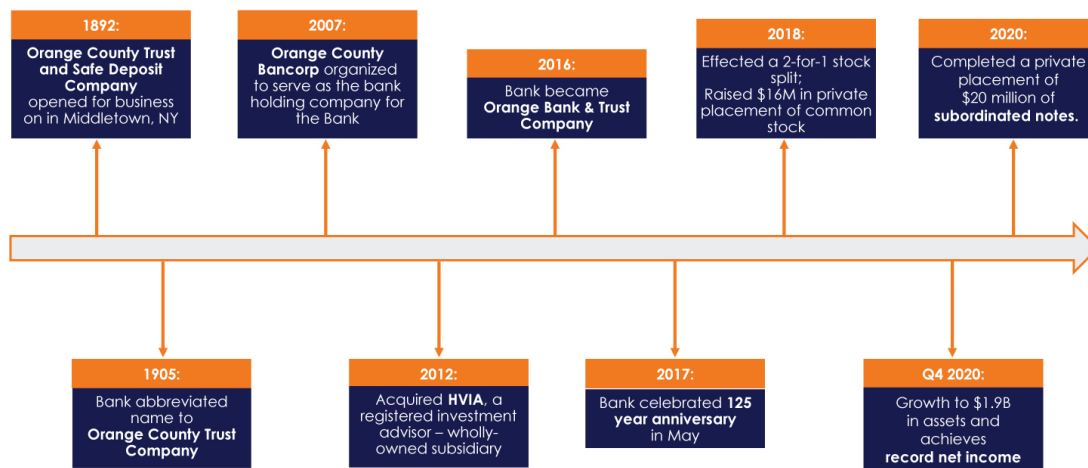 1892:
Orange County Trust
and Safe Deposit
Company
opened for business
on in Middletown, NY
2007:
Orange County
Bancorp organized
to serve as the bank
holding company for
the Bank
2016:
Bank became
Orange Bank & Trust
Company
2018:
Effected a 2-for-1 stock
split;
Raised $16M in private
placement of common
stock
2020:
Completed a private
placement of
$20 million of
subordinated notes.
1905:
Bank abbreviated
name to
Orange County Trust
Company
2012:
Acquired HVIA, a
registered investment
advisor – wholly-
owned subsidiary
2017:
Bank celebrated 125
year anniversary
in May
Q4 2020:
Growth to $1.9B
in assets and
achieves
record net income